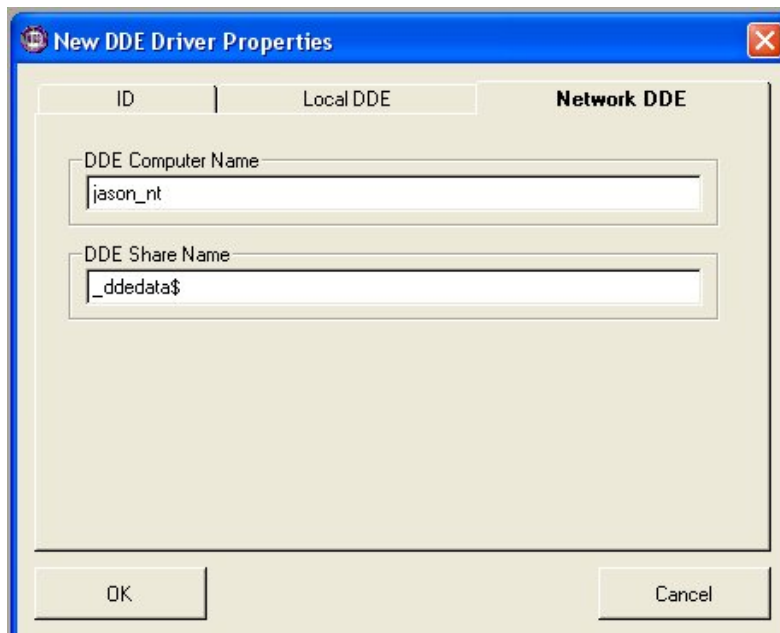 New DDE Driver Properties
ID Local DDE Network DDE
DDE Computer Name
jason_nt
DDE Share Name
_ddedata$
OK Cancel